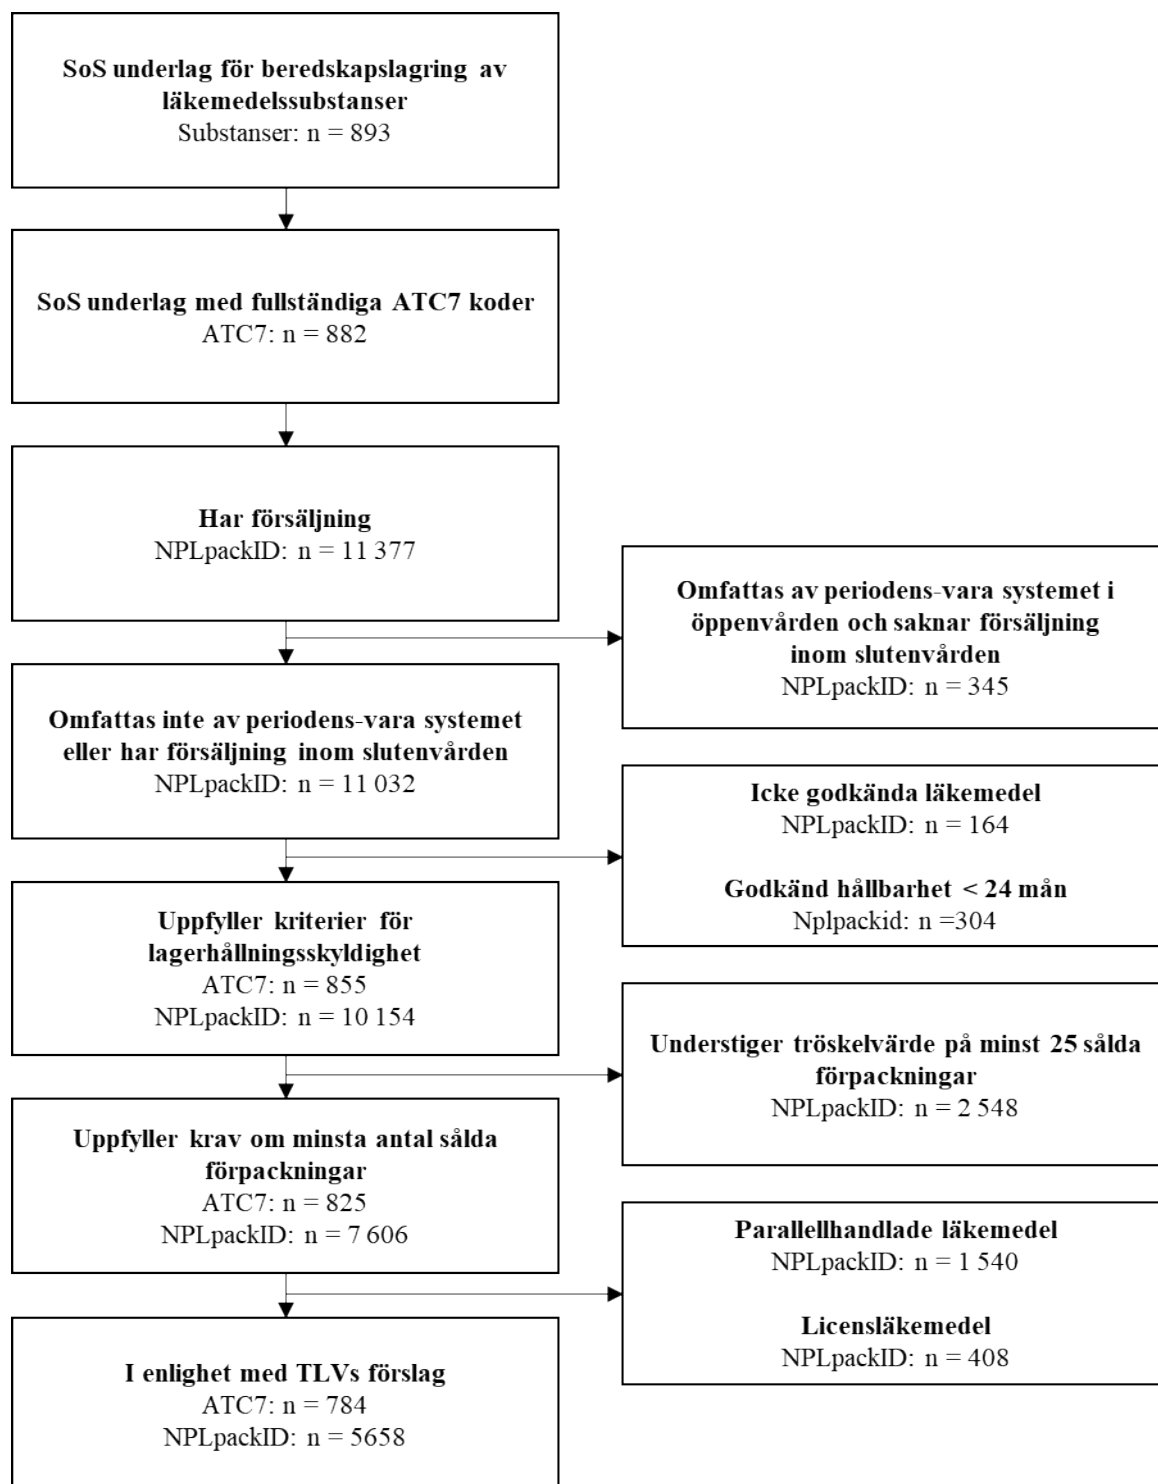 SoS underlag för beredskapslagring av
läkemedelssubstanser
Substanser: n = 893
SoS underlag med fullständiga ATC7 koder
ATC7: n = 882
Har försäljning
NPLpackID: n = 11 377
Omfattas av periodens-vara systemet i
öppenvården och saknar försäljning
inom slutenvården
NPLpackID: n = 345
Omfattas inte av periodens-vara systemet
eller har försäljning inom slutenvården
NPLpackID: n = 11 032
Icke godkända läkemedel
NPLpackID: n = 164
Godkänd hållbarhet < 24 mån
Nplpackid: n =304
Uppfyller kriterier för
lagerhållningsskyldighet
ATC7: n = 855
NPLpackID: n = 10 154
Understiger tröskelvärde på minst 25 sålda
förpackningar
NPLpackID: n = 2 548
Uppfyller krav om minsta antal sålda
förpackningar
ATC7: n = 825
NPLpackID: n = 7 606
Parallellhandlade läkemedel
NPLpackID: n = 1 540
Licensläkemedel
NPLpackID: n = 408
I enlighet med TLVs förslag
ATC7: n = 784
NPLpackID: n = 5658